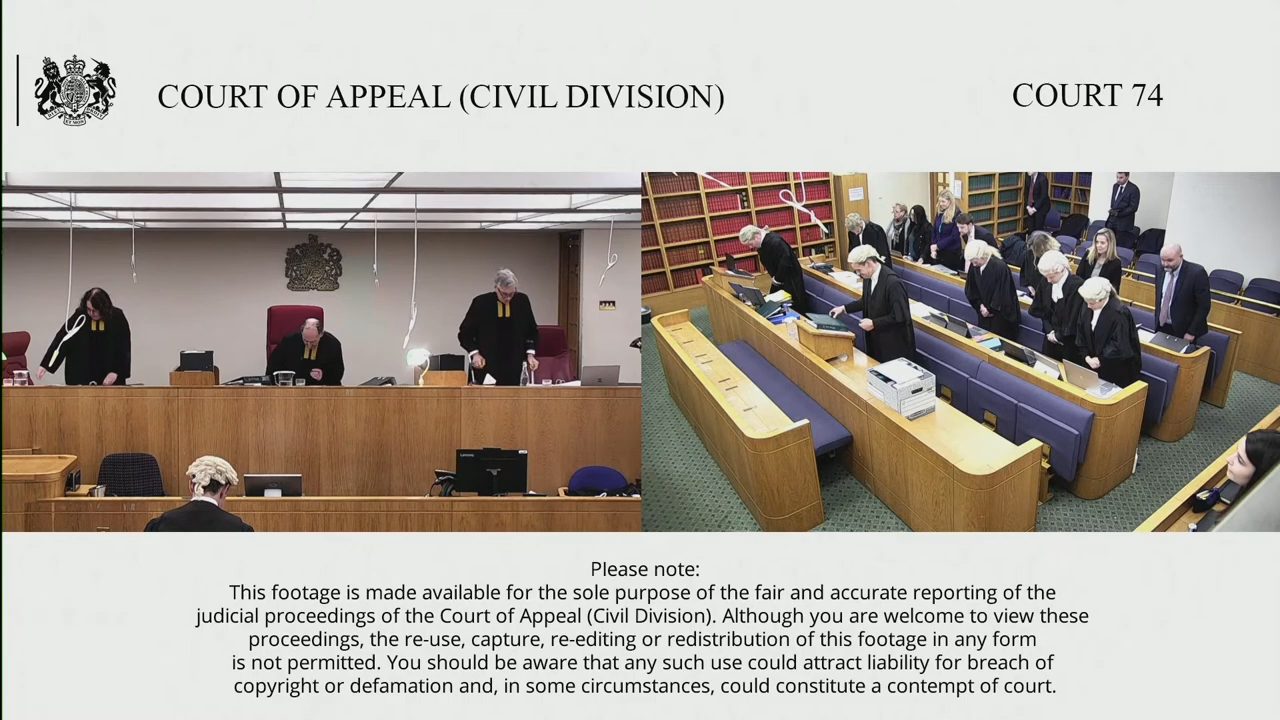 COURT OF APPEAL (CIVIL DIVISION)
COURT 74
Please note:
This footage is made available for the sole purpose of the fair and accurate reporting of the
judicial proceedings of the Court of Appeal (Civil Division). Although you are welcome to view these
proceedings, the re-use, capture, re-editing or redistribution of this footage in any form
is not permitted. You should be aware that any such use could attract liability for breach of
copyright or defamation and, in some circumstances, could constitute a contempt of court.